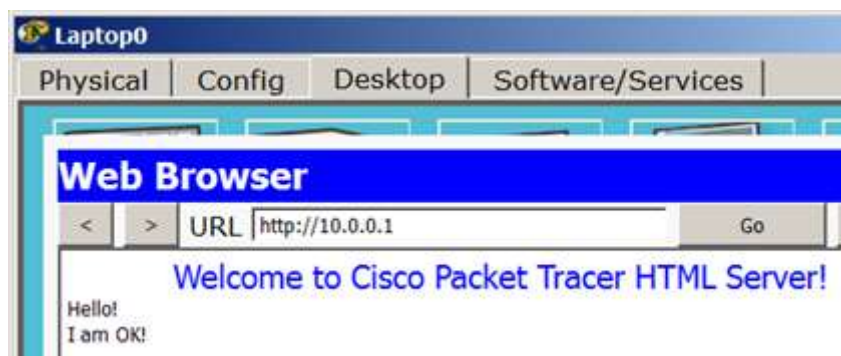 Laptop0
Physical Config Desktop Software/Services
Web Browser
< > URL http://10.0.0.1 Go
Welcome to Cisco Packet Tracer HTML Server!
Hello!
I am OK!